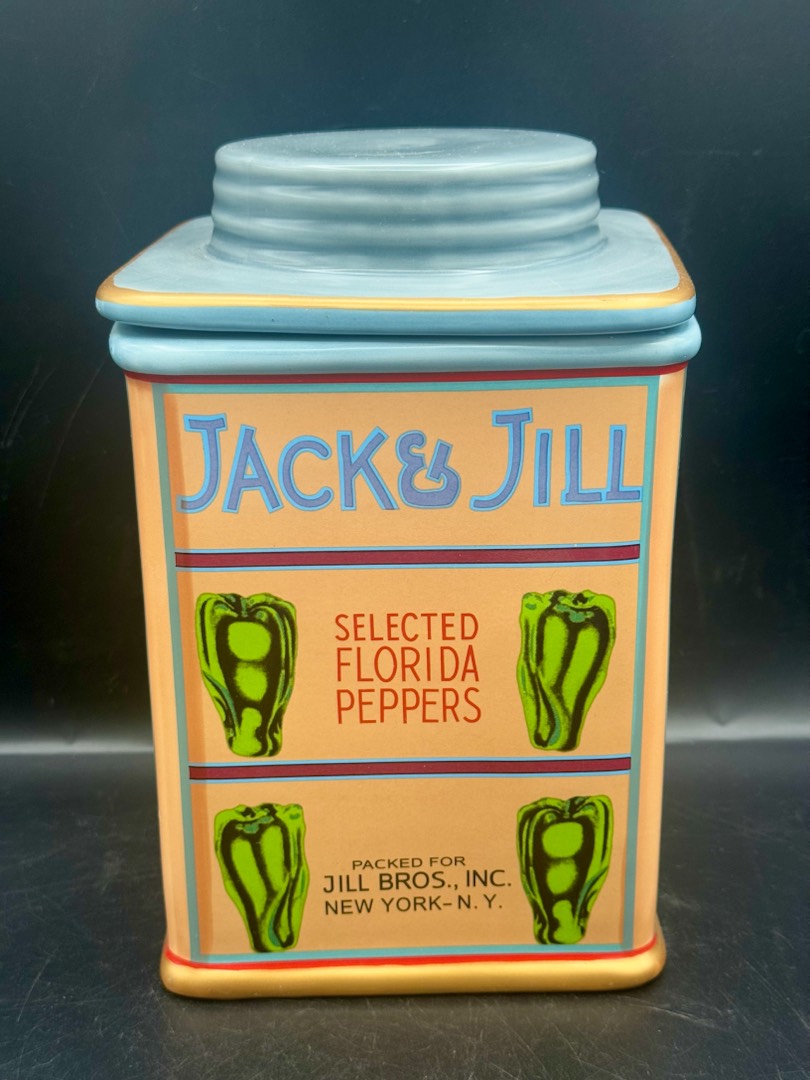 JACK & JILL
SELECTED
FLORIDA
PEPPERS
PACKED FOR
JILL BROS., INC.
NEW YORK-N.Y.